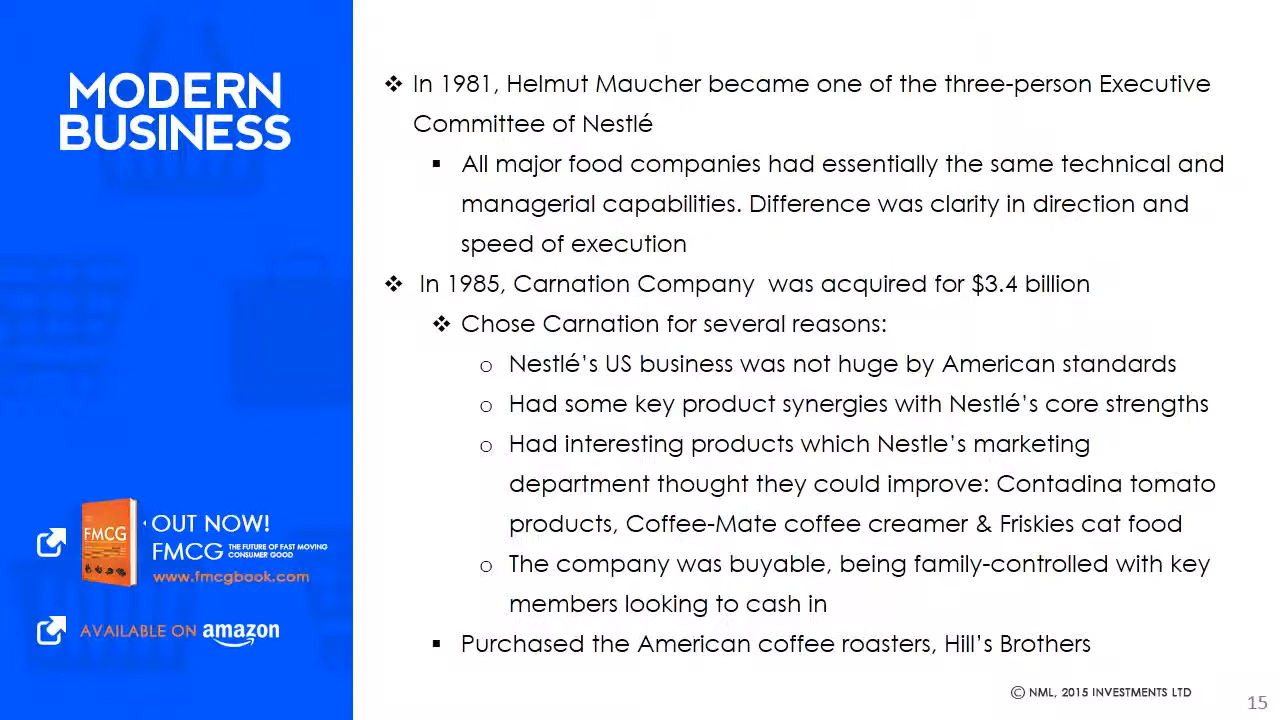 MODERN
BUSINESS
❖ In 1981, Helmut Maucher became one of the three-person Executive
Committee of Nestlé
▪ All major food companies had essentially the same technical and
managerial capabilities. Difference was clarity in direction and
speed of execution
❖ In 1985, Carnation Company was acquired for $3.4 billion
❖ Chose Carnation for several reasons:
o Nestlé’s US business was not huge by American standards
o Had some key product synergies with Nestlé’s core strengths
o Had interesting products which Nestle’s marketing
department thought they could improve: Contadina tomato
products, Coffee-Mate coffee creamer & Friskies cat food
o The company was buyable, being family-controlled with key
members looking to cash in
▪ Purchased the American coffee roasters, Hill’s Brothers
FMCG
OUT NOW!
FMCG THE FUTURE OF FAST MOVING
CONSUMER GOOD
www.fmcgbook.com
AVAILABLE ON amazon
© NML, 2015 INVESTMENTS LTD
15